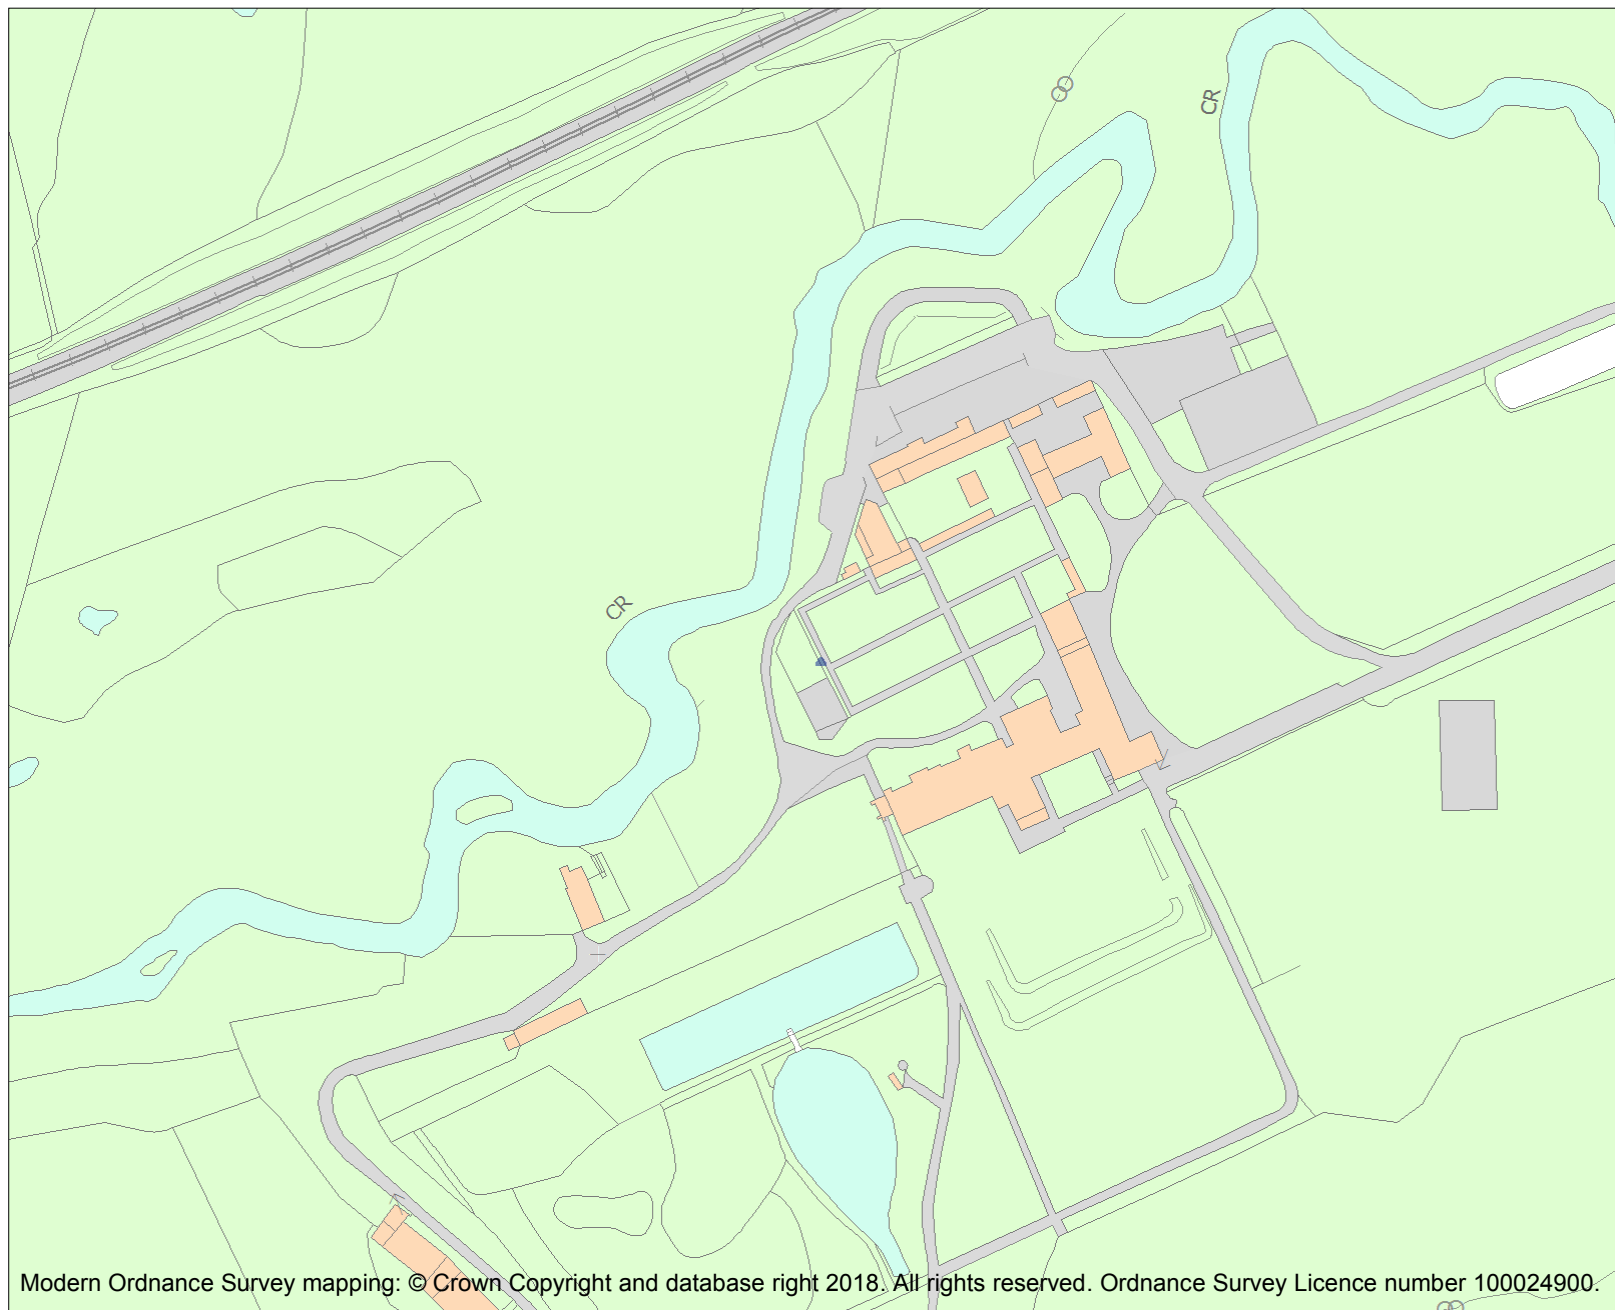 CR
CR
Modern Ordnance Survey mapping: © Crown Copyright and database right 2018. All rights reserved. Ordnance Survey Licence number 100024900.